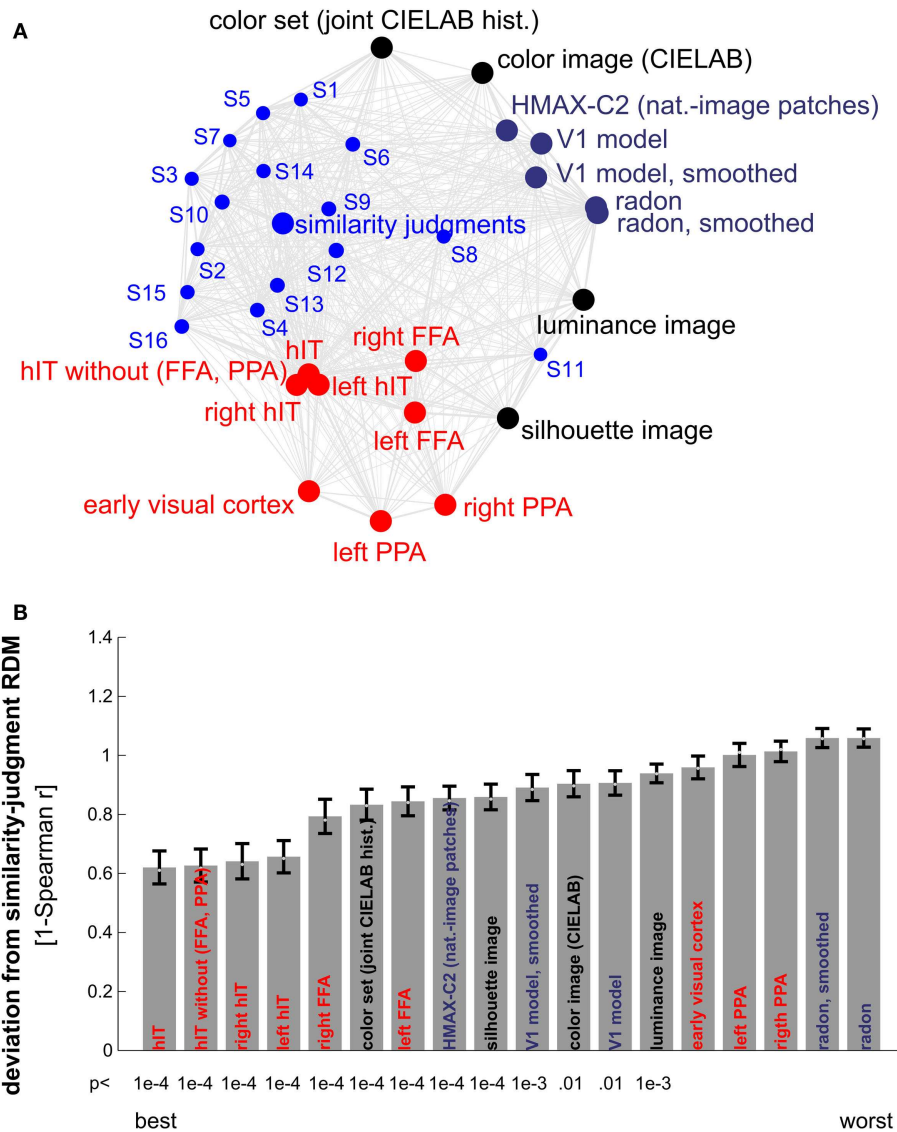 A
color set (joint CIELAB hist.)
color image (CIELAB)
HMAX-C2 (nat.-image patches)
V1 model
V1 model, smoothed
radon
radon, smoothed
S1
S5
S7
S6
S14
S3
S10
S9
similarity judgments
S8
S2
S12
S15
S13
S4
S16
luminance image
S11
hIT
right FFA
hIT without (FFA, PPA)
left hIT
right hIT
left FFA
silhouette image
early visual cortex
right PPA
left PPA
B
deviation from similarity-judgment RDM
[1-Spearman r]
1.4
1.2
1
0.8
0.6
0.4
0.2
0
hIT
hIT without (FFA, PPA)
right hIT
left hIT
right FFA
color set (joint CIELAB hist.)
left FFA
HMAX-C2 (nat.-image patches)
silhouette image
V1 model, smoothed
color image (CIELAB)
V1 model
luminance image
early visual cortex
left PPA
rigth PPA
radon, smoothed
radon
p< 1e-4 1e-4 1e-4 1e-4 1e-4 1e-4 1e-4 1e-4 1e-4 1e-3 .01 .01 1e-3
best worst